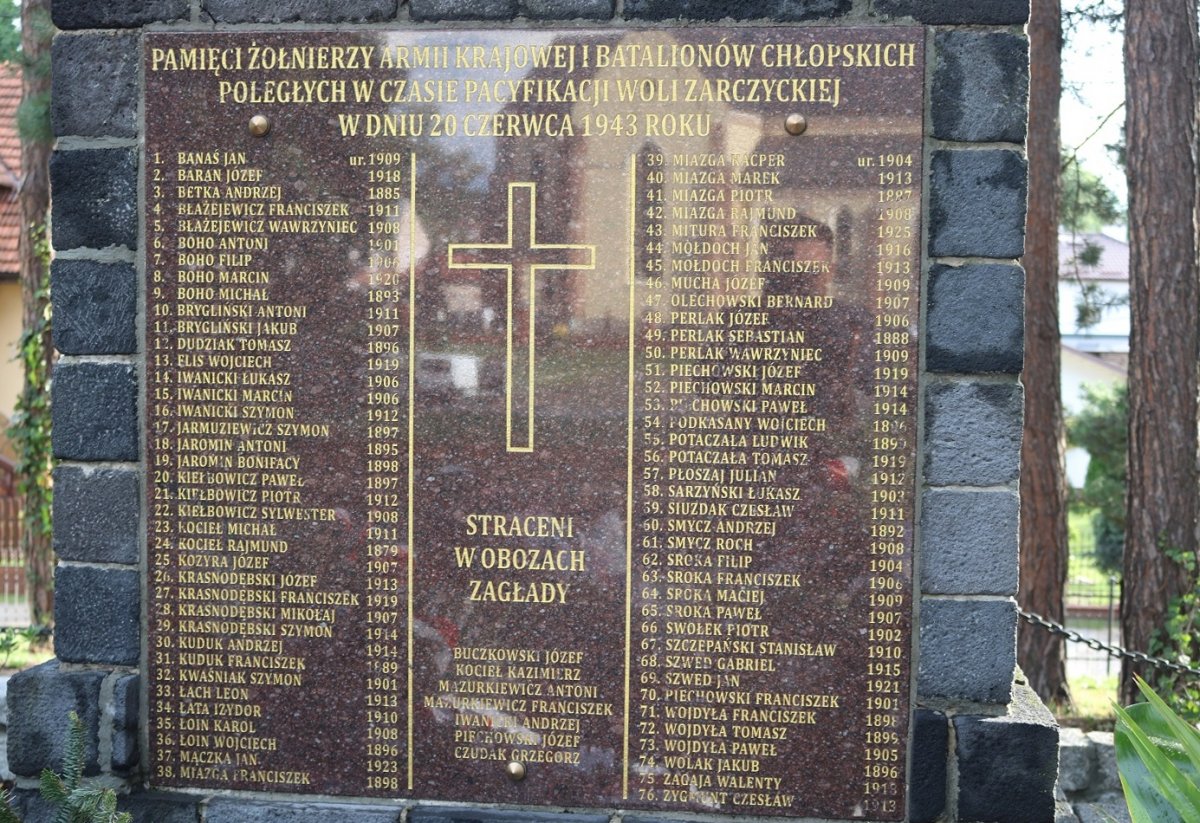 PAMIĘCI ŻOŁNIERZY ARMII KRAJOWEJ I BATALIONÓW CHŁOPSKICH
POLEGŁYCH W CZASIE PACYFIKACJI WOLI ZARCZYCKIEJ
W DNIU 20 CZERWCA 1943 ROKU
1. BANAŚ JAN ur. 1909
2. BARAN JÓZEF 1918
3. BETKA ANDRZEJ 1885
4. BŁAŻEJEWICZ FRANCISZEK 1911
5. BŁAŻEJEWICZ WAWRZYNIEC 1908
6. BOHO ANTONI 1901
7. BOHO FILIP 1906
8. BOHO MARCIN 1920
9. BOHO MICHAŁ 1893
10. BRYGLIŃSKI ANTONI 1911
11. BRYGLIŃSKI JAKUB 1907
12. DUDZIAK TOMASZ 1896
13. ELIS WOJCIECH 1919
14. IWANICKI ŁUKASZ 1906
15. IWANICKI MARCIN 1906
16. IWANICKI SZYMON 1912
17. JARMUZIEWICZ SZYMON 1897
18. JAROMIN ANTONI 1895
19. JAROMIN BONIFACY 1898
20. KIEŁBOWICZ PAWEŁ 1897
21. KIEŁBOWICZ PIOTR 1912
22. KIEŁBOWICZ SYLWESTER 1908
23. KOCIEŁ MICHAŁ 1911
24. KOCIEŁ RAJMUND 1879
25. KOZYRA JÓZEF 1907
26. KRASNODĘBSKI JÓZEF 1913
27. KRASNODĘBSKI FRANCISZEK 1919
28. KRASNODĘBSKI MIKOŁAJ 1907
29. KRASNODĘBSKI SZYMON 1914
30. KUDUK ANDRZEJ 1914
31. KUDUK FRANCISZEK 1889
32. KWAŚNIAK SZYMON 1901
33. ŁACH LEON 1913
34. ŁATA IZYDOR 1910
35. ŁOIN KAROL 1908
36. ŁOIN WOJCIECH 1896
37. MĄCZKA JAN 1923
38. MIAZGA FRANCISZEK 1898
STRACENI
W OBOZACH
ZAGŁADY
BUCZKOWSKI JÓZEF
KOCIEŁ KAZIMIERZ
MAZURKIEWICZ ANTONI
MAZURKIEWICZ FRANCISZEK
IWANICKI ANDRZEJ
PIECHOWSKI JÓZEF
CZUDAK GRZEGORZ
39. MIAZGA KACPER ur. 1904
40. MIAZGA MAREK 1913
41. MIAZGA PIOTR 1887
42. MIAZGA RAJMUND 1908
43. MITURA FRANCISZEK 1925
44. MOŁDOCH JAN 1916
45. MOŁDOCH FRANCISZEK 1913
46. MUCHA JÓZEF 1909
47. OLECHOWSKI BERNARD 1907
48. PERLAK JÓZEF 1906
49. PERLAK SEBASTIAN 1888
50. PERLAK WAWRZYNIEC 1909
51. PIECHOWSKI JÓZEF 1919
52. PIECHOWSKI MARCIN 1914
53. PIECHOWSKI PAWEŁ 1914
54. PODKASANY WOJCIECH
55. POTACZAŁA LUDWIK
56. POTACZAŁA TOMASZ 1919
57. PŁOSZAJ JULIAN 1912
58. SARZYŃSKI ŁUKASZ 1903
59. SIUZDAK CZESŁAW 1911
60. SMYCZ ANDRZEJ 1892
61. SMYCZ ROCH 1908
62. SROKA FILIP 1904
63. SROKA FRANCISZEK 1906
64. SROKA MACIEJ 1909
65. SROKA PAWEŁ 1907
66 SWOŁEK PIOTR 1902
67. SZCZEPAŃSKI STANISŁAW 1910
68. SZWED GABRIEL 1915
69. SZWED JAN 1921
70. PIECHOWSKI FRANCISZEK 1901
71. WOJDYŁA FRANCISZEK 1898
72. WOJDYŁA TOMASZ 1899
73. WOJDYŁA PAWEŁ 1905
74. WOLAK JAKUB 1896
75 ZAGAJA WALENTY
76. ZYGMUNT CZESŁAW 1913